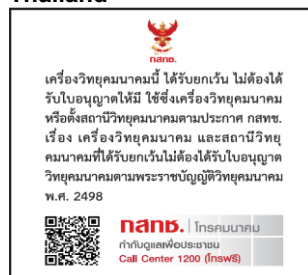 Thailand
กสทช.
เครื่องวิทยุคมนาคมนี้ ได้รับยกเว้น ไม่ต้องได้
รับใบอนุญาตให้มี ใช้ซึ่งเครื่องวิทยุคมนาคม
หรือตั้งสถานีวิทยุคมนาคมตามประกาศ กสทช.
เรื่อง เครื่องวิทยุคมนาคม และสถานีวิทยุ
คมนาคมที่ได้รับยกเว้นไม่ต้องได้รับใบอนุญาต
วิทยุคมนาคมตามพระราชบัญญัติวิทยุคมนาคม
พ.ศ. 2498
กสทช. | โทรคมนาคม
กำกับดูแลเพื่อประชาชน
Call Center 1200 (โทรฟรี)